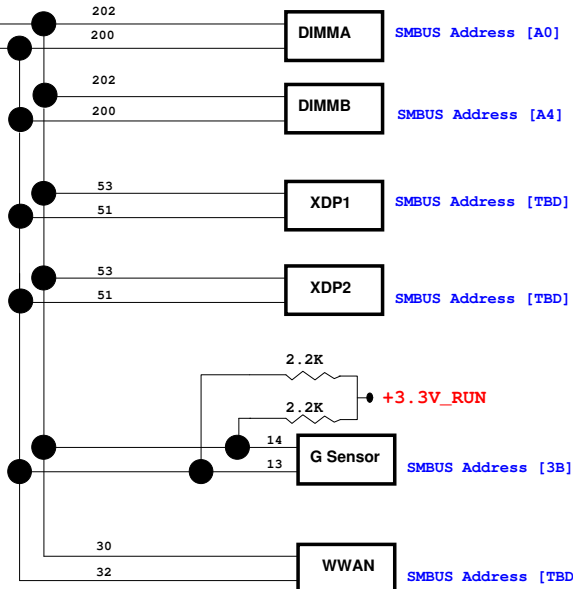 202
200
DIMMA
SMBUS Address [A0]
202
200
DIMMB
SMBUS Address [A4]
53
51
XDP1
SMBUS Address [TBD]
53
51
XDP2
SMBUS Address [TBD]
2.2K
+3.3V_RUN
2.2K
14
13
G Sensor
SMBUS Address [3B]
30
32
WWAN
SMBUS Address [TBD